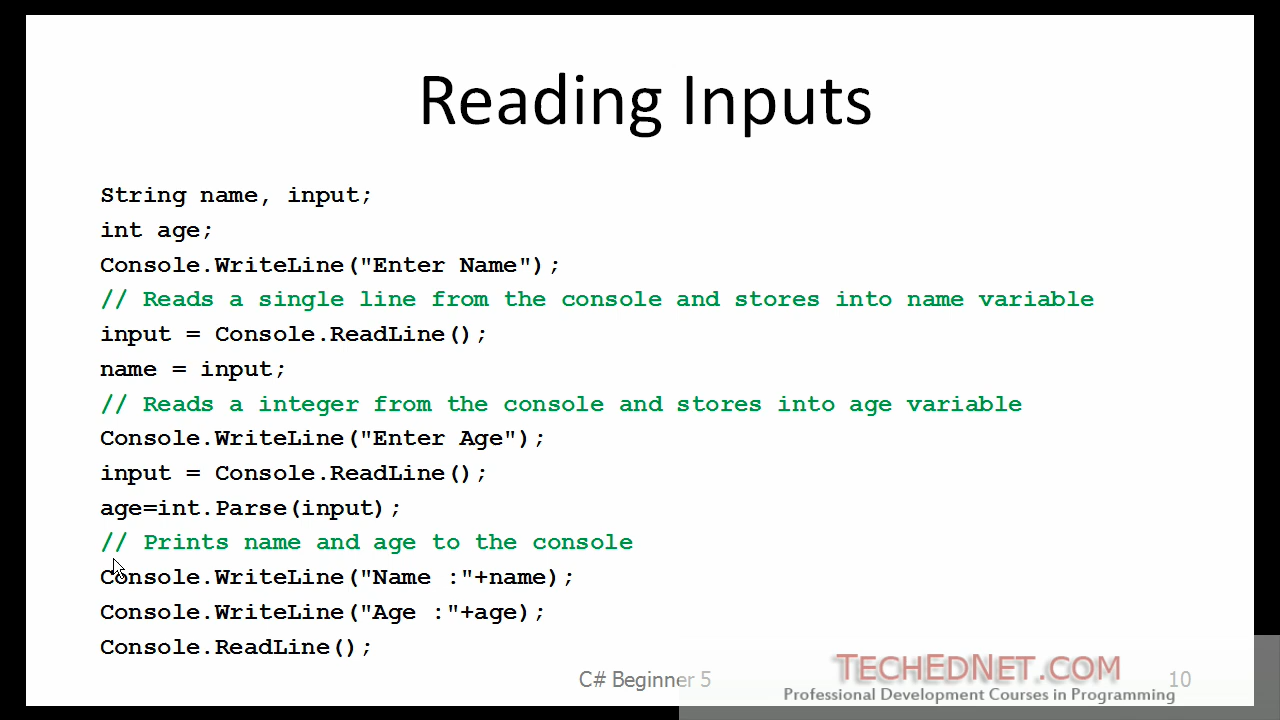 Reading Inputs
String name, input;
int age;
Console.WriteLine("Enter Name");
// Reads a single line from the console and stores into name variable
input = Console.ReadLine();
name = input;
// Reads a integer from the console and stores into age variable
Console.WriteLine("Enter Age");
input = Console.ReadLine();
age=int.Parse(input);
// Prints name and age to the console
Console.WriteLine("Name :"+name);
Console.WriteLine("Age :"+age);
Console.ReadLine();
C# Beginner 5
10
TECHEDNET.COM
Professional Development Courses in Programming